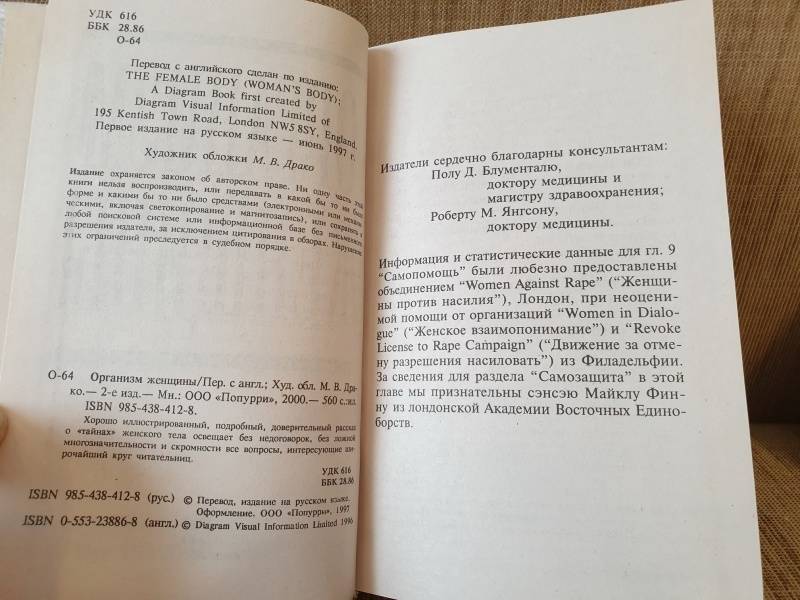 УДК 616
ББК 28.86
О-64
Перевод с английского сделан по изданию:
THE FEMALE BODY (WOMAN'S BODY);
A Diagram Book first created by
Diagram Visual Information Limited of
195 Kentish Town Road, London NW5 8SY, England.
Первое издание на русском языке — июнь 1997 г.
Художник обложки М. В. Драко
Издание охраняется законом об авторском праве. Ни одну часть этой
книги нельзя воспроизводить, или передавать в какой бы то ни было
форме и какими бы то ни было средствами (электронными или механи-
ческими, включая светокопирование и магнитозапись), или сохранять в
любой поисковой системе или информационной базе без письменного
разрешения издателя, за исключением цитирования в обзорах. Нарушение
этих ограничений преследуется в судебном порядке.
О-64 Организм женщины/Пер. с англ.; Худ. обл. М. В. Дра-
ко.— 2-е изд.— Мн.: ООО “Попурри”, 2000.— 560 с.:ил.
ISBN 985-438-412-8.
Хорошо иллюстрированный, подробный, доверительный рассказ
о «тайнах» женского тела освещает без недоговорок, без ложной
многозначительности и скромности все вопросы, интересующие ши-
рочайший круг читательниц.
УДК 616
ББК 28.86
ISBN 985-438-412-8 (рус.) © Перевод, издание на русском языке.
Оформление. ООО «Попурри», 1997
ISBN 0-553-23886-8 (англ.) © Diagram Visual Information Limited 1996
Издатели сердечно благодарны консультантам:
Полу Д. Блументалю,
доктору медицины и
магистру здравоохранения;
Роберту М. Янгсону,
доктору медицины.
Информация и статистические данные для гл. 9
“Самопомощь” были любезно предоставлены
объединением “Women Against Rape” (“Женщи-
ны против насилия”), Лондон, при неоцени-
мой помощи от организаций “Women in Dialo-
gue” (“Женское взаимопонимание”) и “Revoke
License to Rape Campaign” (“Движение за отме-
ну разрешения насиловать”) из Филадельфии.
За сведения для раздела “Самозащита” в этой
главе мы признательны сэнсэю Майклу Фин-
ну из лондонской Академии Восточных Едино-
борств.